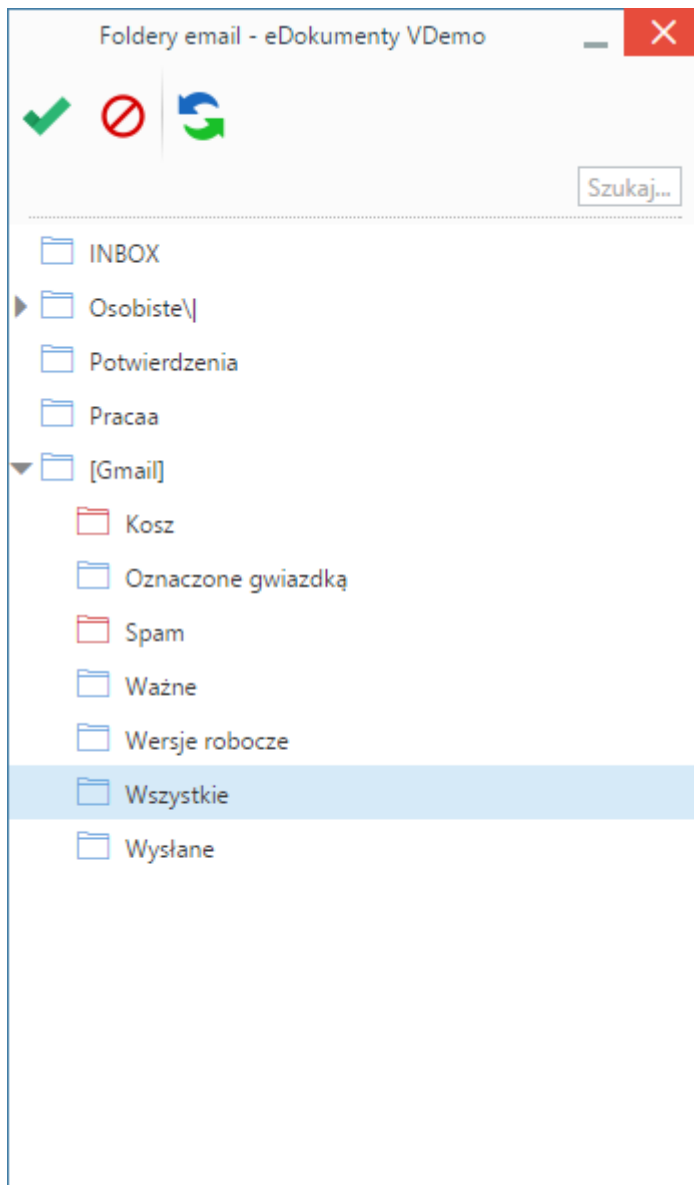 Foldery email - eDokumenty VDemo
Szukaj...
INBOX
Osobiste\|
Potwierdzenia
Pracaa
[Gmail]
Kosz
Oznaczone gwiazdką
Spam
Ważne
Wersje robocze
Wszystkie
Wysłane